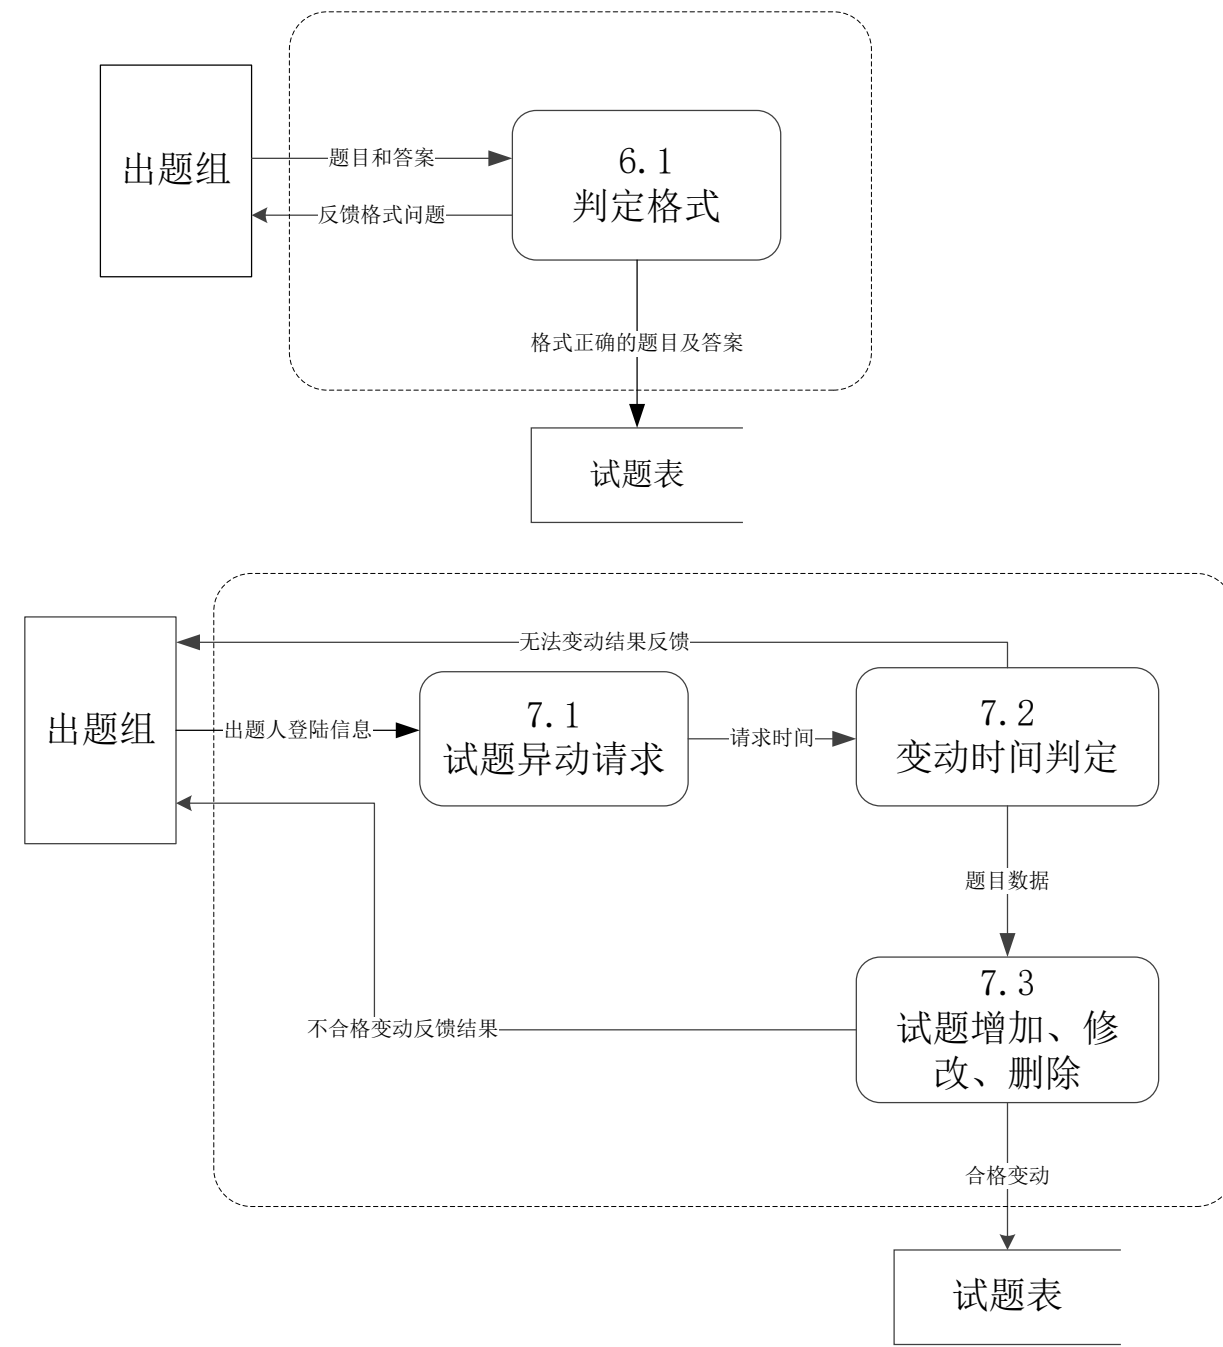 出题组
题目和答案
反馈格式问题
6.1
判定格式
格式正确的题目及答案
试题表
无法变动结果反馈
出题组
出题人登陆信息
7.1
试题异动请求
请求时间
7.2
变动时间判定
题目数据
不合格变动反馈结果
7.3
试题增加、修
改、删除
合格变动
试题表